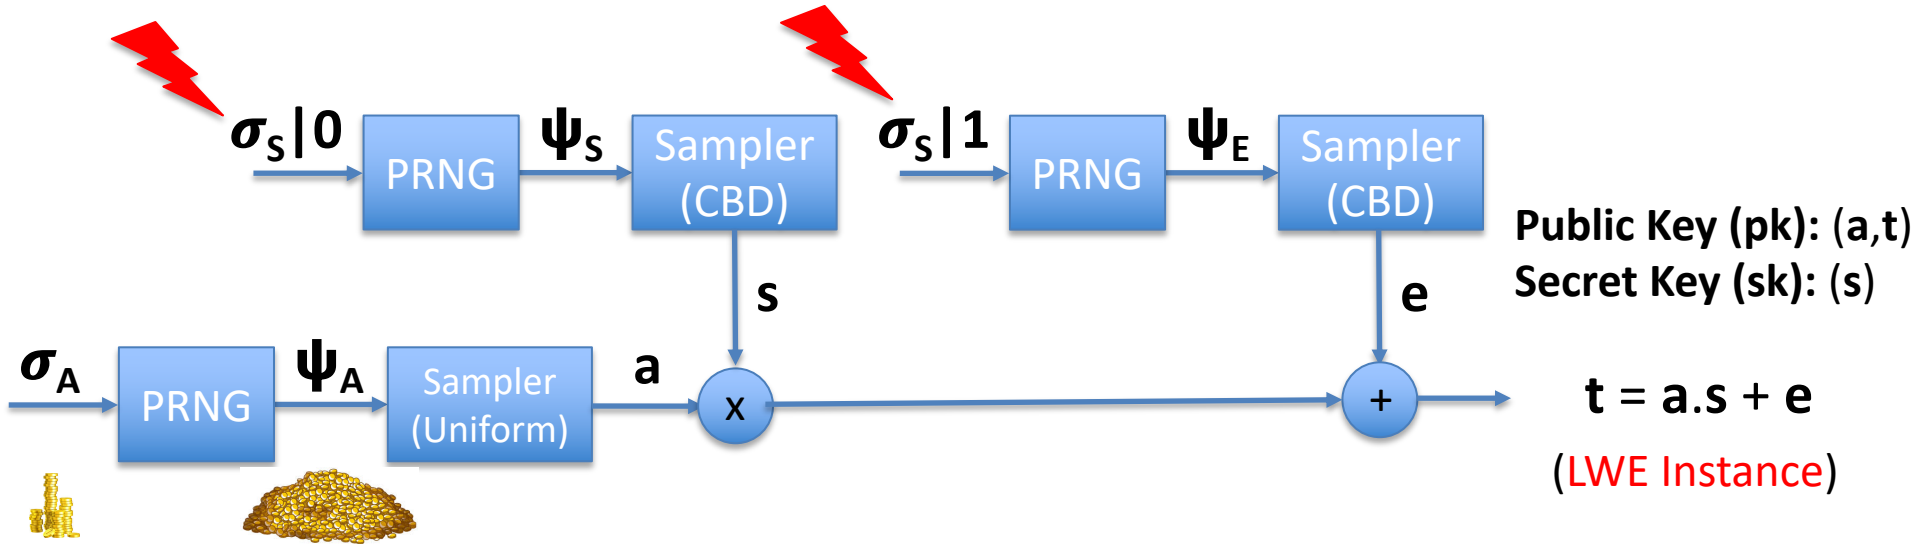 σS|0
PRNG
ψS
Sampler
(CBD)
σS|1
PRNG
ψE
Sampler
(CBD)
Public Key (pk): (a,t)
Secret Key (sk): (s)
s
e
σA
PRNG
ψA
Sampler
(Uniform)
a
x
+
t = a.s + e
(LWE Instance)